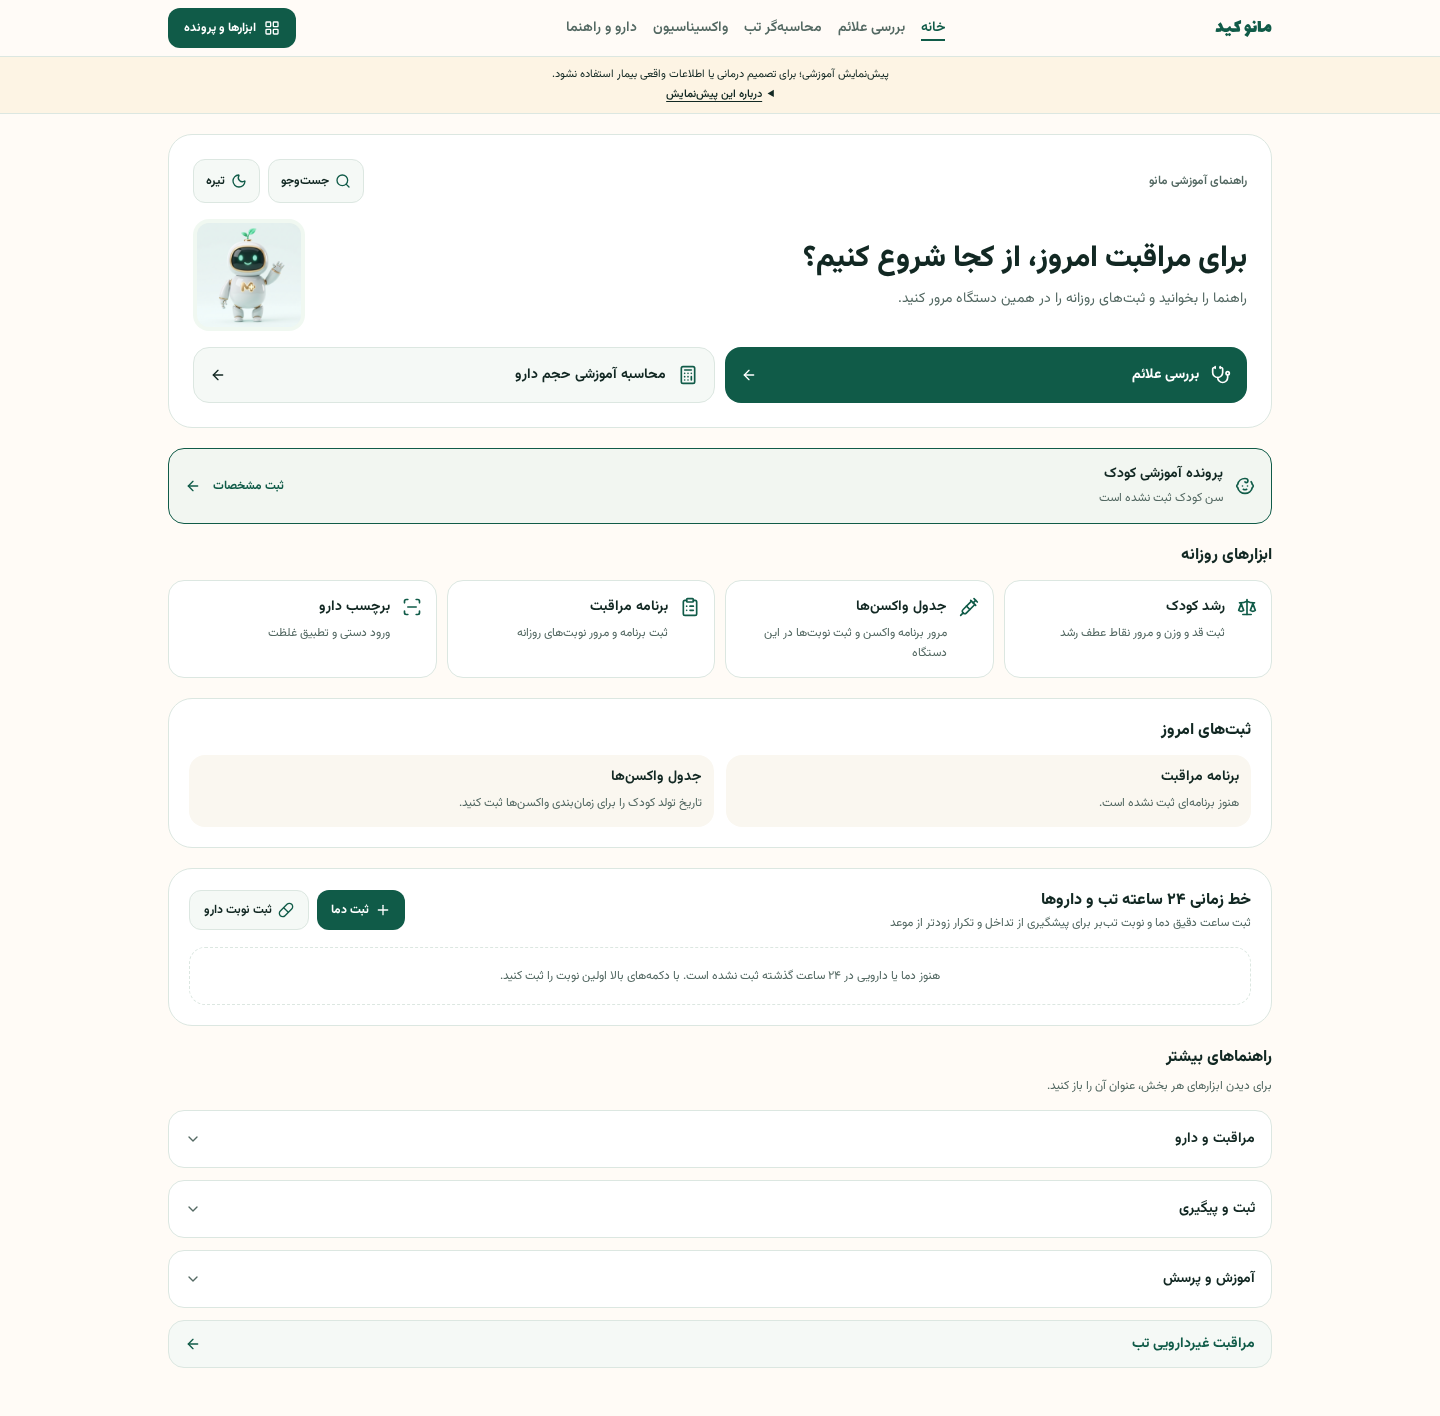 مانو کید
خانه
بررسی علائم
محاسبه‌گر تب
واکسیناسیون
دارو و راهنما
ابزارها و پرونده
پیش‌نمایش آموزشی؛ برای تصمیم درمانی یا اطلاعات واقعی بیمار استفاده نشود.
درباره این پیش‌نمایش
راهنمای آموزشی مانو
جست‌وجو
تیره
برای مراقبت امروز، از کجا شروع کنیم؟
راهنما را بخوانید و ثبت‌های روزانه را در همین دستگاه مرور کنید.
بررسی علائم
محاسبه آموزشی حجم دارو
پرونده آموزشی کودک
سن کودک ثبت نشده است
ثبت مشخصات
ابزارهای روزانه
رشد کودک
ثبت قد و وزن و مرور نقاط عطف رشد
جدول واکسن‌ها
مرور برنامه واکسن و ثبت نوبت‌ها در این
دستگاه
برنامه مراقبت
ثبت برنامه و مرور نوبت‌های روزانه
برچسب دارو
ورود دستی و تطبیق غلظت
ثبت‌های امروز
برنامه مراقبت
هنوز برنامه‌ای ثبت نشده است.
جدول واکسن‌ها
تاریخ تولد کودک را برای زمان‌بندی واکسن‌ها ثبت کنید.
خط زمانی ۲۴ ساعته تب و داروها
ثبت ساعت دقیق دما و نوبت تب‌بر برای پیشگیری از تداخل و تکرار زودتر از موعد
ثبت دما
ثبت نوبت دارو
هنوز دما یا دارویی در ۲۴ ساعت گذشته ثبت نشده است. با دکمه‌های بالا اولین نوبت را ثبت کنید.
راهنماهای بیشتر
برای دیدن ابزارهای هر بخش، عنوان آن را باز کنید.
مراقبت و دارو
ثبت و پیگیری
آموزش و پرسش
مراقبت غیردارویی تب